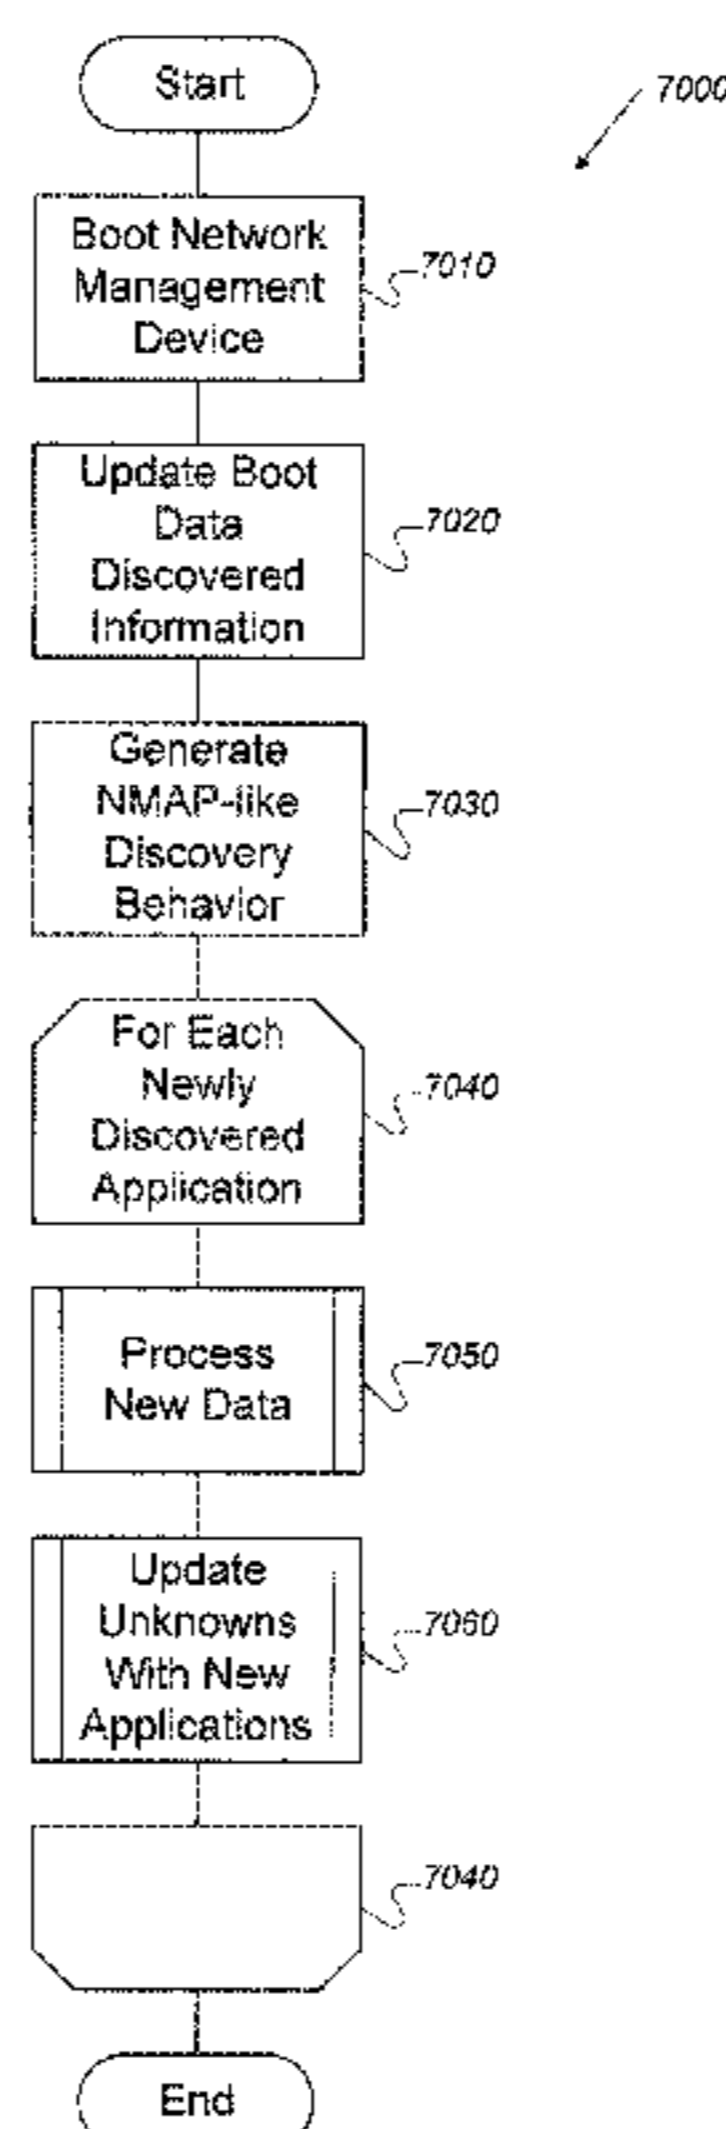 Start
7000
Boot Network
Management
Device
7010
Update Boot
Data
Discovered
Information
7020
Generate
NMAP-like
Discovery
Behavior
7030
For Each
Newly
Discovered
Application
7040
Process
New Data
7050
Update
Unknowns
With New
Applications
7060
7040
End